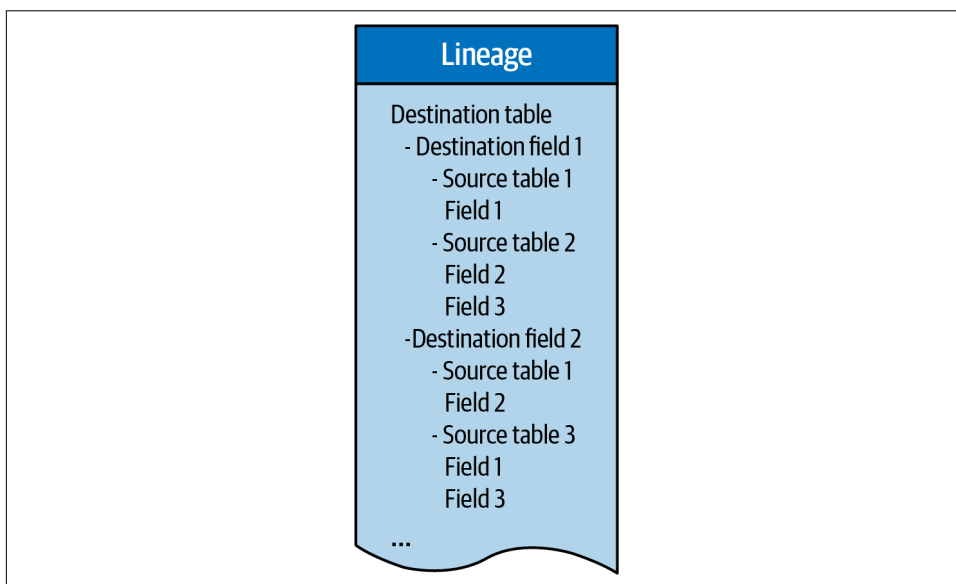 Lineage
Destination table
- Destination field 1
- Source table 1
Field 1
- Source table 2
Field 2
Field 3
-Destination field 2
- Source table 1
Field 2
- Source table 3
Field 1
Field 3
...